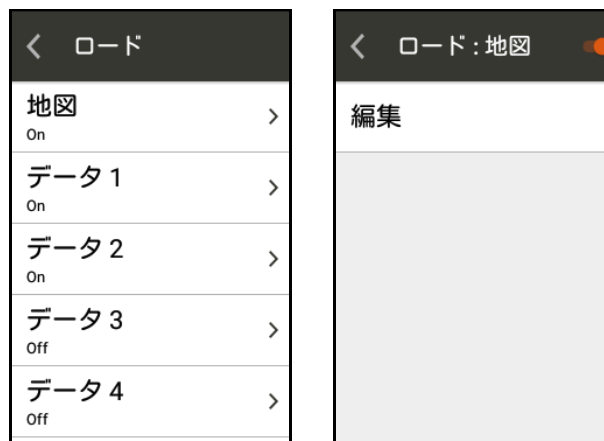 ロード
地図
On
データ 1
On
データ 2
On
データ 3
Off
データ 4
Off
ロード : 地図
編集